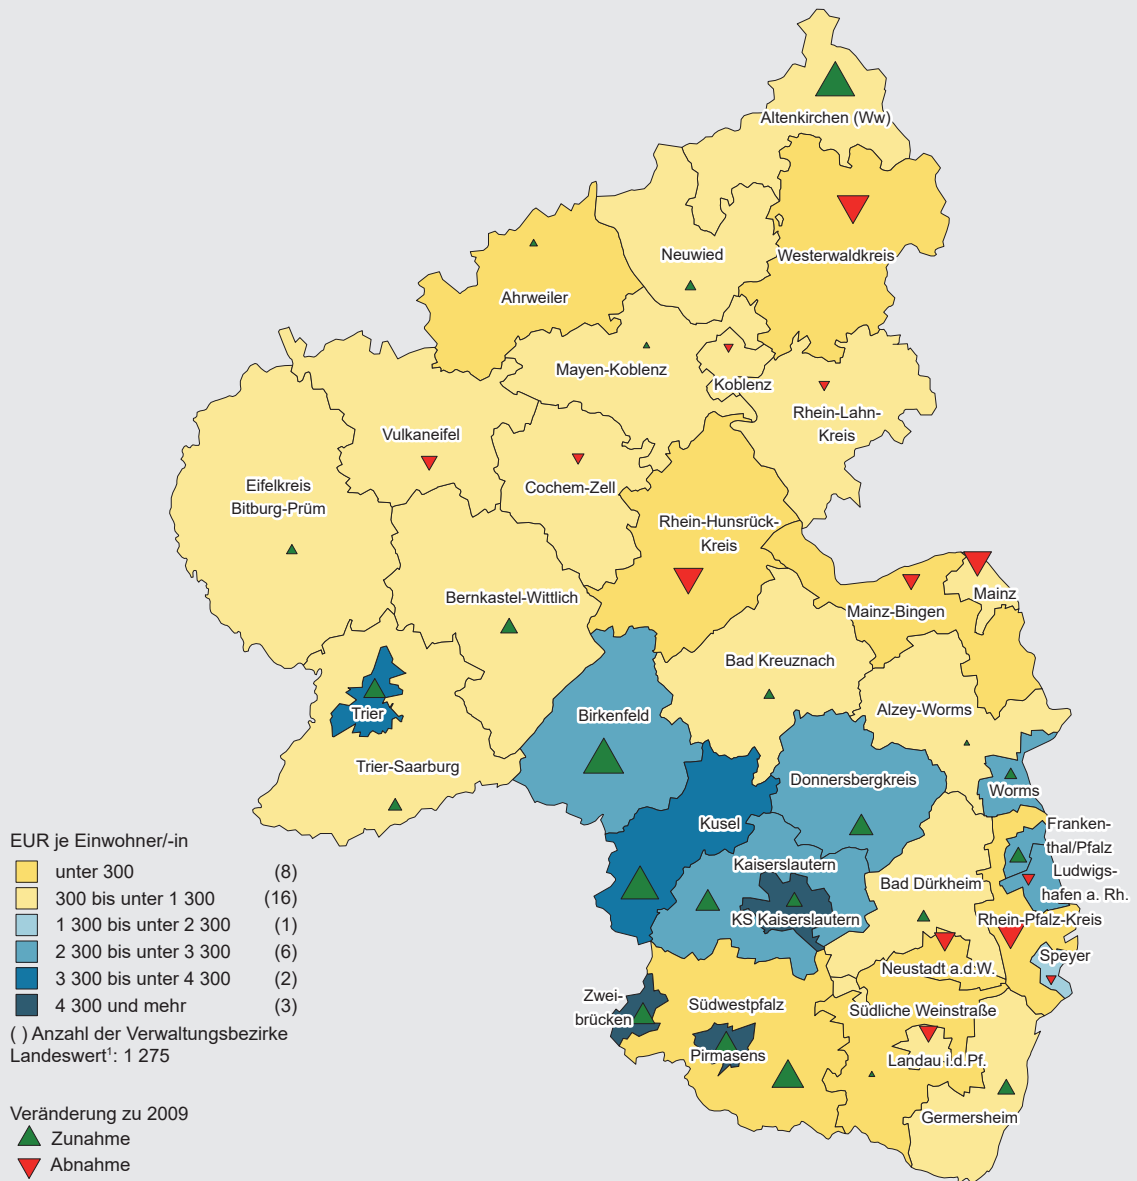 Altenkirchen (Ww)
Neuwied
Westerwaldkreis
Ahrweiler
Mayen-Koblenz
Koblenz
Rhein-Lahn-
Kreis
Vulkaneifel
Cochem-Zell
Eifelkreis
Bitburg-Prüm
Rhein-Hunsrück-
Kreis
Bernkastel-Wittlich
Mainz
Mainz-Bingen
Bad Kreuznach
Alzey-Worms
Trier
Birkenfeld
Trier-Saarburg
Donnersbergkreis
Worms
Kusel
Franken-
thal/Pfalz
Kaiserslautern
Ludwigs-
hafen a. Rh.
Bad Dürkheim
KS Kaiserslautern
Rhein-Pfalz-Kreis
Speyer
Neustadt a.d.W.
Zwei-
brücken
Südwestpfalz
Südliche Weinstraße
Pirmasens
Landau i.d.Pf.
Germersheim
EUR je Einwohner/-in
unter 300 (8)
300 bis unter 1 300 (16)
1 300 bis unter 2 300 (1)
2 300 bis unter 3 300 (6)
3 300 bis unter 4 300 (2)
4 300 und mehr (3)
( ) Anzahl der Verwaltungsbezirke
Landeswert¹: 1 275
Veränderung zu 2009
Zunahme
Abnahme